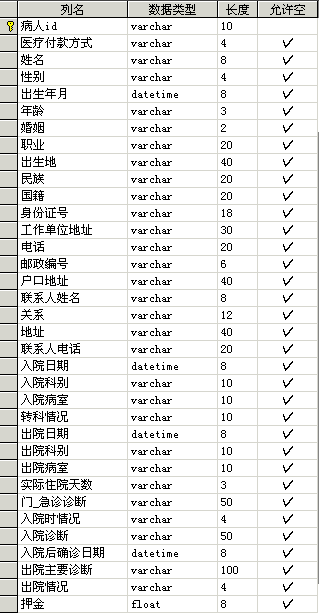 列名 数据类型 长度 允许空
病人id varchar 10
医疗付款方式 varchar 4 ✓
姓名 varchar 8 ✓
性别 varchar 4 ✓
出生年月 datetime 8 ✓
年龄 varchar 3 ✓
婚姻 varchar 2 ✓
职业 varchar 20 ✓
出生地 varchar 40 ✓
民族 varchar 20 ✓
国籍 varchar 20 ✓
身份证号 varchar 18 ✓
工作单位地址 varchar 30 ✓
电话 varchar 20 ✓
邮政编号 varchar 6 ✓
户口地址 varchar 40 ✓
联系人姓名 varchar 8 ✓
关系 varchar 12 ✓
地址 varchar 40 ✓
联系人电话 varchar 20 ✓
入院日期 datetime 8 ✓
入院科别 varchar 10 ✓
入院病室 varchar 10 ✓
转科情况 varchar 10 ✓
出院日期 datetime 8 ✓
出院科别 varchar 10 ✓
出院病室 varchar 10 ✓
实际住院天数 varchar 3 ✓
门_急诊诊断 varchar 50 ✓
入院时情况 varchar 4 ✓
入院诊断 varchar 50 ✓
入院后确诊日期 datetime 8 ✓
出院主要诊断 varchar 100 ✓
出院情况 varchar 4 ✓
押金 float 8 ✓